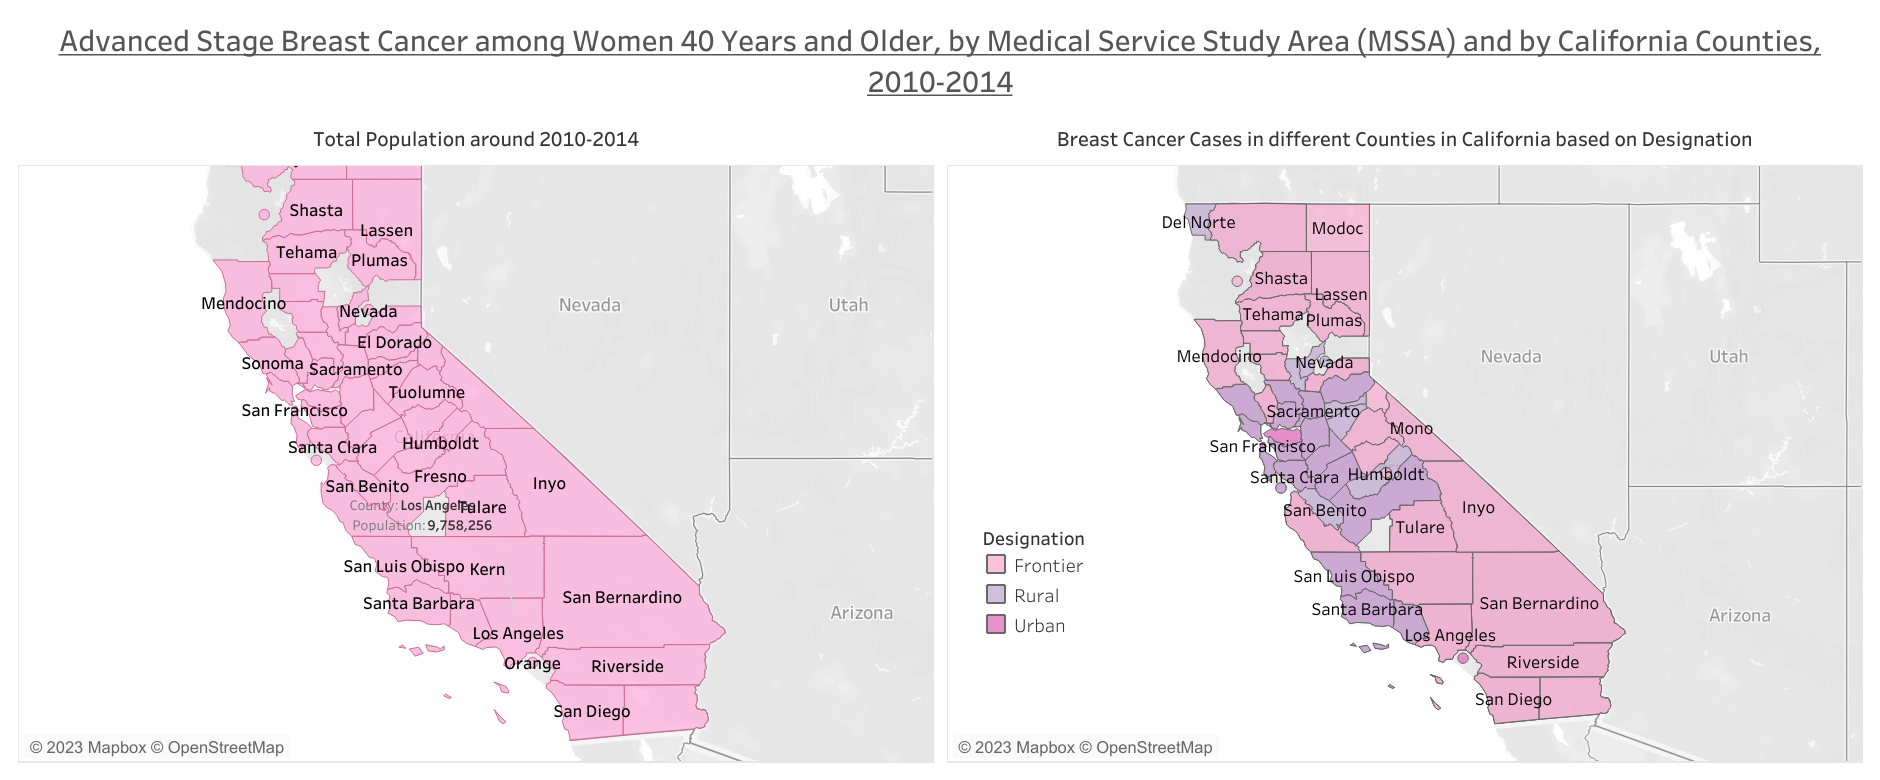 Advanced Stage Breast Cancer among Women 40 Years and Older, by Medical Service Study Area (MSSA) and by California Counties,
2010-2014
Total Population around 2010-2014
Shasta
Lassen
Tehama
Plumas
Mendocino
Nevada
Nevada
Utah
El Dorado
Sonoma
Sacramento
Tuolumne
San Francisco
California
Humboldt
Santa Clara
Fresno
Inyo
San Benito
County: Los Angeles
Tulare
Population: 9,758,256
San Luis Obispo
Kern
San Bernardino
Santa Barbara
Arizona
Los Angeles
Orange
Riverside
San Diego
© 2023 Mapbox © OpenStreetMap
Breast Cancer Cases in different Counties in California based on Designation
Del Norte
Modoc
Shasta
Lassen
Tehama
Plumas
Mendocino
Nevada
Nevada
Utah
Sacramento
Mono
San Francisco
Santa Clara
Humboldt
San Benito
Inyo
Tulare
San Luis Obispo
San Bernardino
Santa Barbara
Arizona
Los Angeles
Riverside
San Diego
Designation
Frontier
Rural
Urban
© 2023 Mapbox © OpenStreetMap